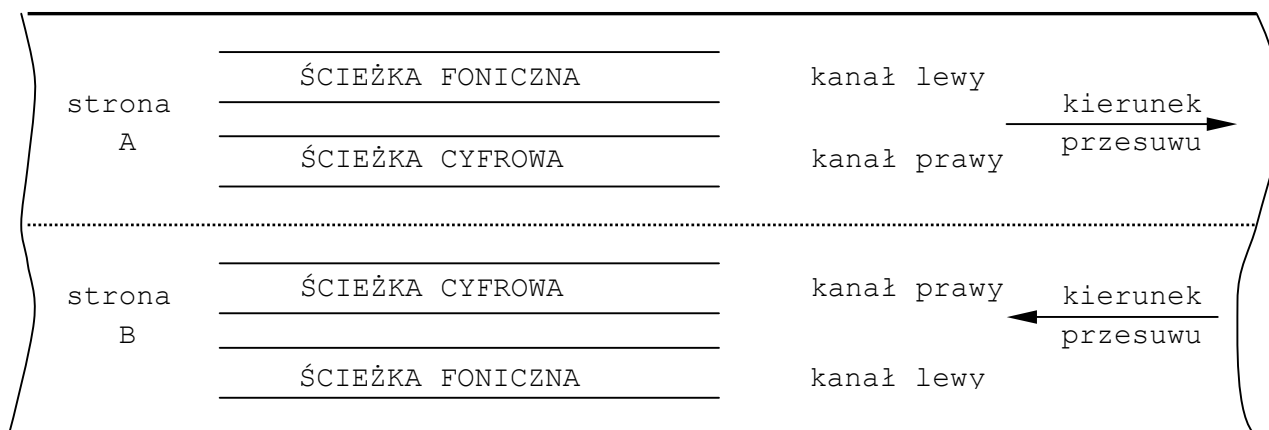 ŚCIEŻKA FONICZNA kanał lewy
strona kierunek
A przesuwu
ŚCIEŻKA CYFROWA kanał prawy
ŚCIEŻKA CYFROWA kanał prawy
strona kierunek
B przesuwu
ŚCIEŻKA FONICZNA kanał lewy